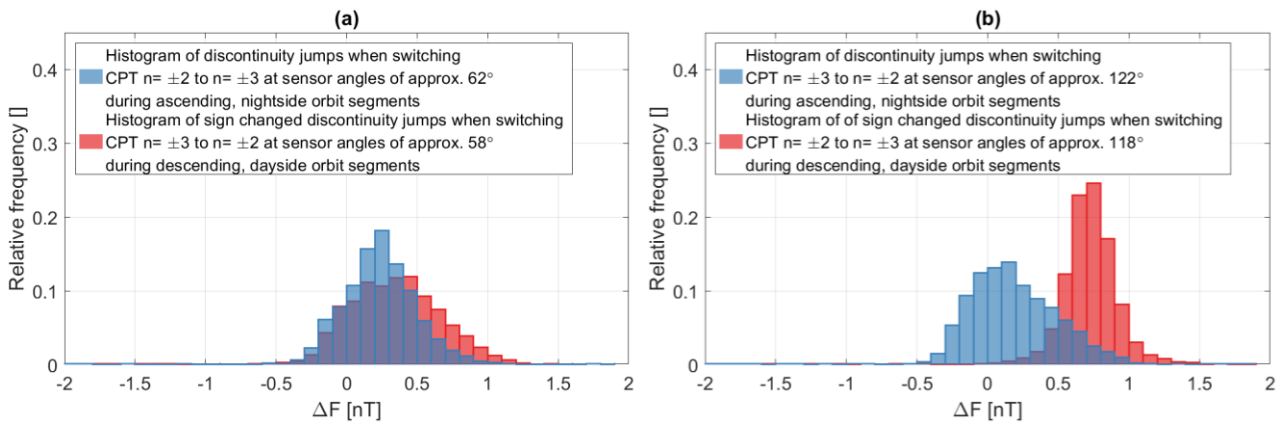 (a)
Histogram of discontinuity jumps when switching
CPT n= ±2 to n= ±3 at sensor angles of approx. 62°
during ascending, nightside orbit segments
Histogram of sign changed discontinuity jumps when switching
CPT n= ±3 to n= ±2 at sensor angles of approx. 58°
during descending, dayside orbit segments
Relative frequency []
0.4
0.3
0.2
0.1
0
-2 -1.5 -1 -0.5 0 0.5 1 1.5 2
ΔF [nT]
(b)
Histogram of discontinuity jumps when switching
CPT n= ±3 to n= ±2 at sensor angles of approx. 122°
during ascending, nightside orbit segments
Histogram of of sign changed discontinuity jumps when switching
CPT n= ±2 to n= ±3 at sensor angles of approx. 118°
during descending, dayside orbit segments
Relative frequency []
0.4
0.3
0.2
0.1
0
-2 -1.5 -1 -0.5 0 0.5 1 1.5 2
ΔF [nT]